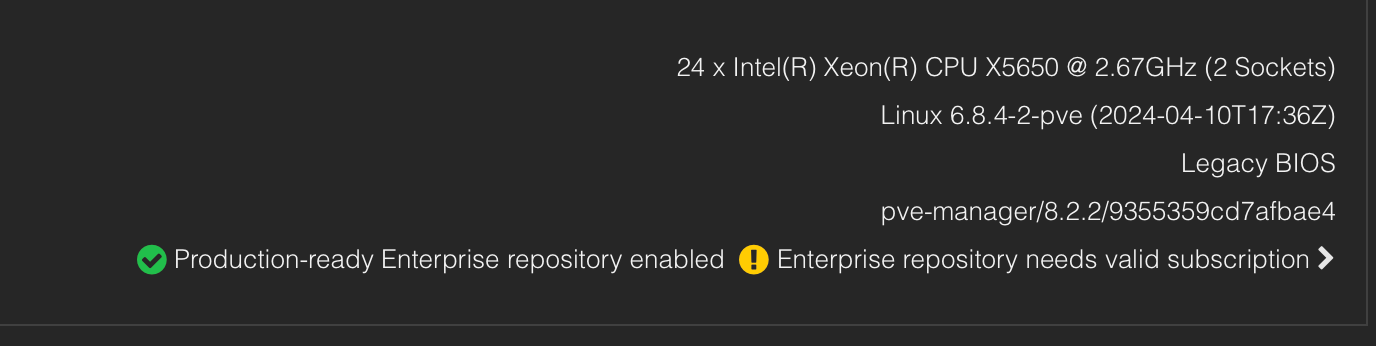 24 x Intel(R) Xeon(R) CPU X5650 @ 2.67GHz (2 Sockets)
Linux 6.8.4-2-pve (2024-04-10T17:36Z)
Legacy BIOS
pve-manager/8.2.2/9355359cd7afbae4
Production-ready Enterprise repository enabled Enterprise repository needs valid subscription